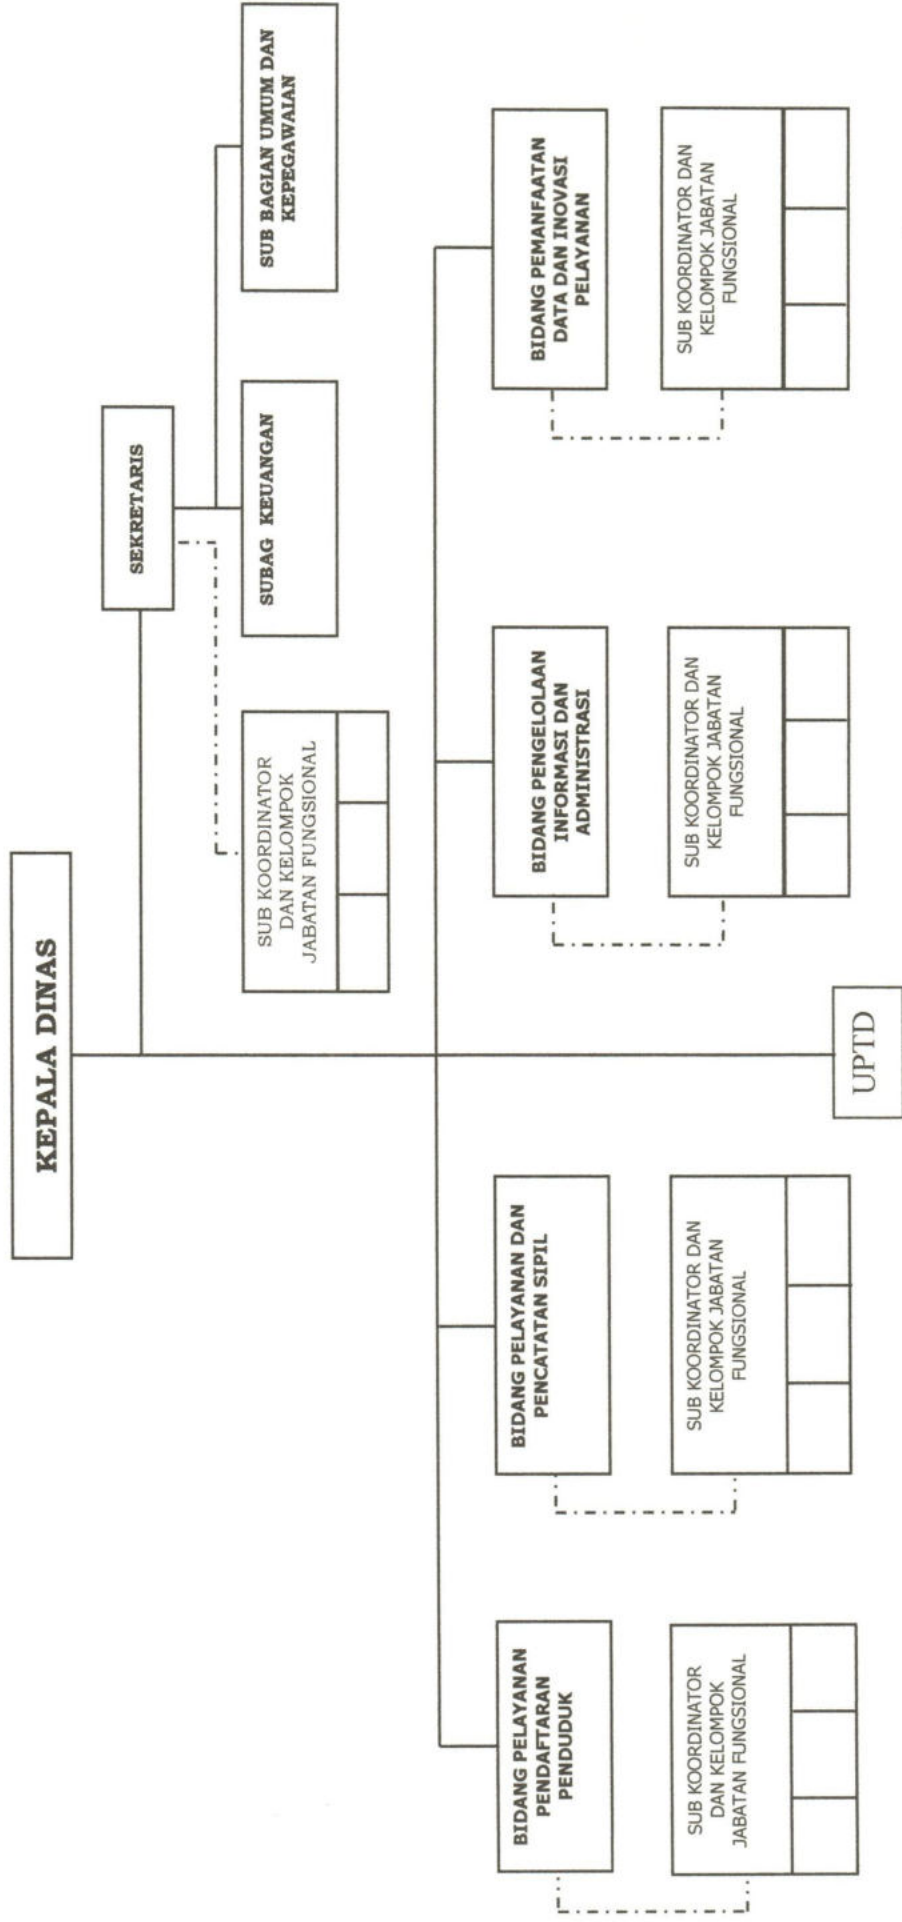 KEPALA DINAS
SEKRETARIS
SUB KOORDINATOR
DAN KELOMPOK
JABATAN FUNGSIONAL
SUBAG KEUANGAN
SUB BAGIAN UMUM DAN
KEPEGAWAIAN
BIDANG PELAYANAN
PENDAFTARAN
PENDUDUK
BIDANG PELAYANAN DAN
PENCATATAN SIPIL
BIDANG PENGELOLAAN
INFORMASI DAN
ADMINISTRASI
BIDANG PEMANFAATAN
DATA DAN INOVASI
PELAYANAN
SUB KOORDINATOR
DAN KELOMPOK
JABATAN FUNGSIONAL
SUB KOORDINATOR DAN
KELOMPOK JABATAN
FUNGSIONAL
SUB KOORDINATOR DAN
KELOMPOK JABATAN
FUNGSIONAL
SUB KOORDINATOR DAN
KELOMPOK JABATAN
FUNGSIONAL
UPTD